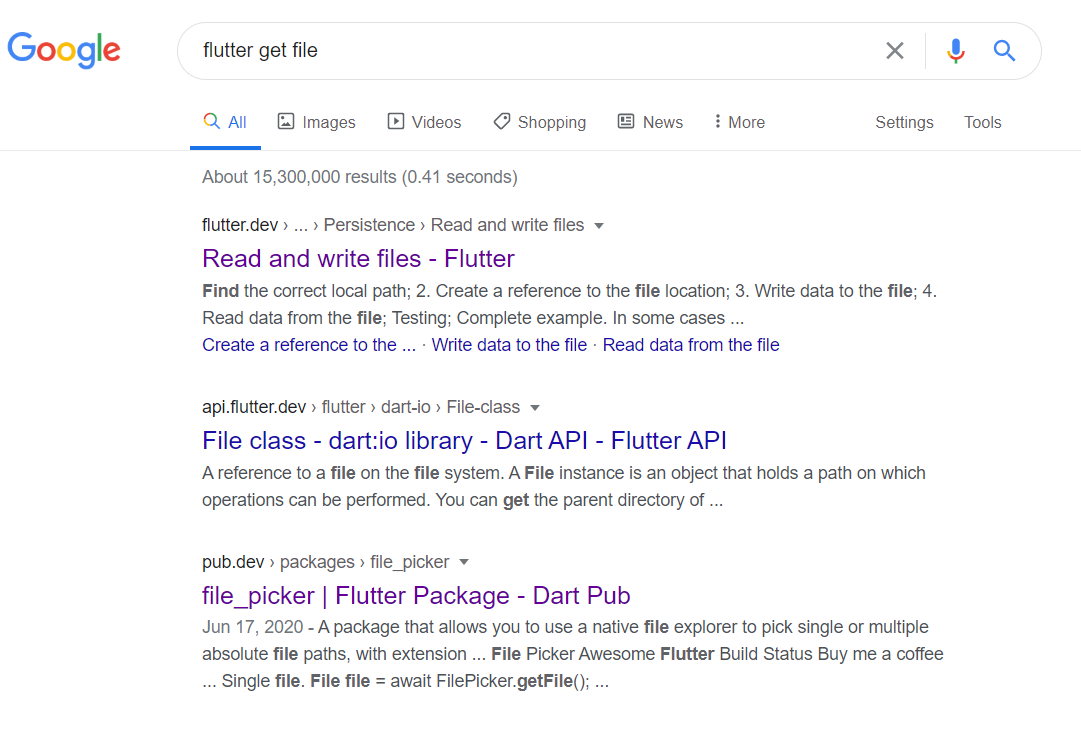 Google
flutter get file
All Images Videos Shopping News More Settings Tools
About 15,300,000 results (0.41 seconds)
flutter.dev › ... › Persistence › Read and write files
Read and write files - Flutter
Find the correct local path; 2. Create a reference to the file location; 3. Write data to the file; 4.
Read data from the file; Testing; Complete example. In some cases ...
Create a reference to the ... · Write data to the file · Read data from the file
api.flutter.dev › flutter › dart-io › File-class
File class - dart:io library - Dart API - Flutter API
A reference to a file on the file system. A File instance is an object that holds a path on which
operations can be performed. You can get the parent directory of ...
pub.dev › packages › file_picker
file_picker | Flutter Package - Dart Pub
Jun 17, 2020 - A package that allows you to use a native file explorer to pick single or multiple
absolute file paths, with extension ... File Picker Awesome Flutter Build Status Buy me a coffee
... Single file. File file = await FilePicker.getFile(); ...